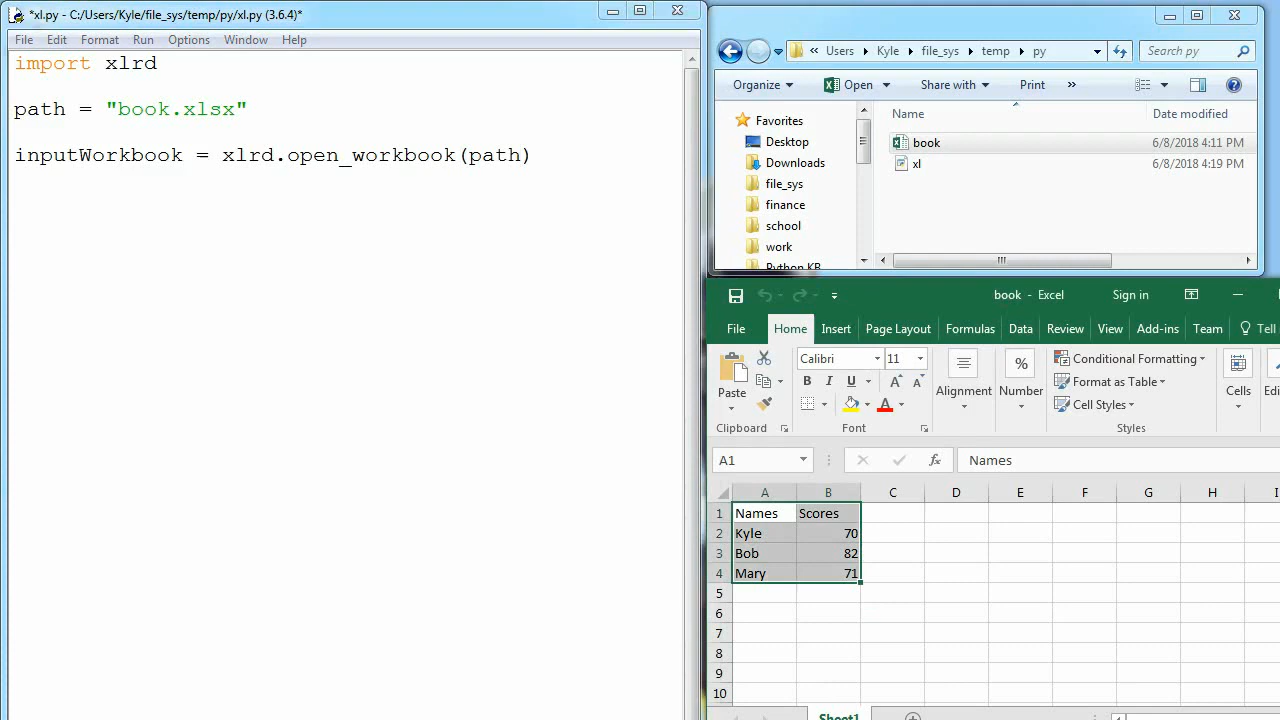 *xl.py - C:/Users/Kyle/file_sys/temp/py/xl.py (3.6.4)*
File Edit Format Run Options Window Help
import xlrd
path = "book.xlsx"
inputWorkbook = xlrd.open_workbook(path)
« Users Kyle file_sys temp py Search py
Organize Open Share with Print »
Favorites
Desktop
Downloads
file_sys
finance
school
work
Python KB
Name Date modified
book 6/8/2018 4:11 PM
xl 6/8/2018 4:19 PM
book - Excel Sign in
File Home Insert Page Layout Formulas Data Review View Add-ins Team Tell
Paste
Clipboard
Calibri 11
B I U A A
A
Font
Alignment
%
Number
Conditional Formatting
Format as Table
Cell Styles
Styles
Cells
A1 fx Names
A B C D E F G H I
1 Names Scores
2 Kyle 70
3 Bob 82
4 Mary 71
5
6
7
8
9
10
Sheet1